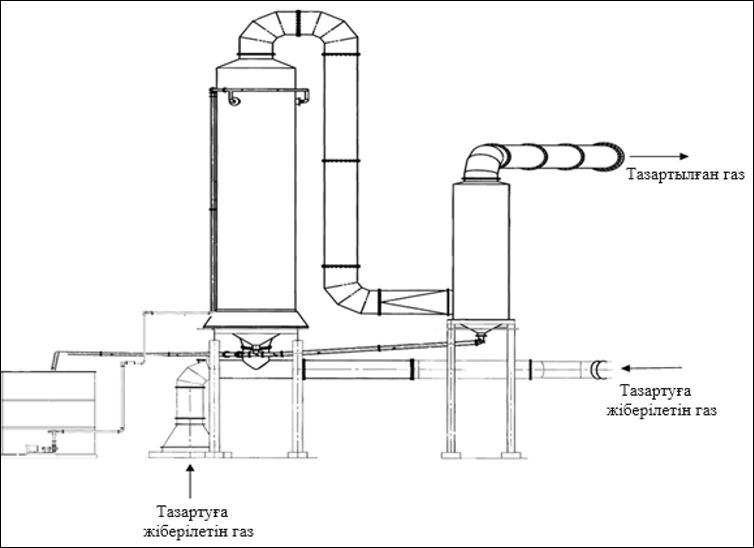 Тазартылған газ
Тазартуға
жіберілетін газ
Тазартуға
жіберілетін газ